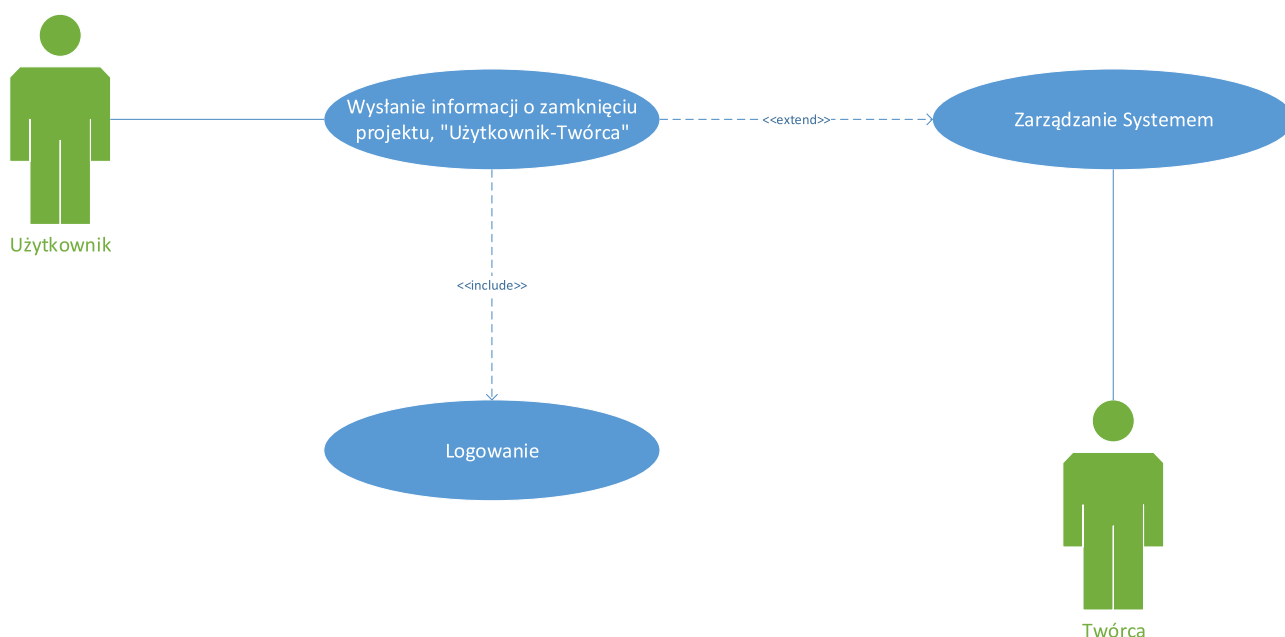 Wysłanie informacji o zamknięciu
projektu, "Użytkownik-Twórca"
<<extend>>
Zarządzanie Systemem
Użytkownik
<<include>>
Logowanie
Twórca